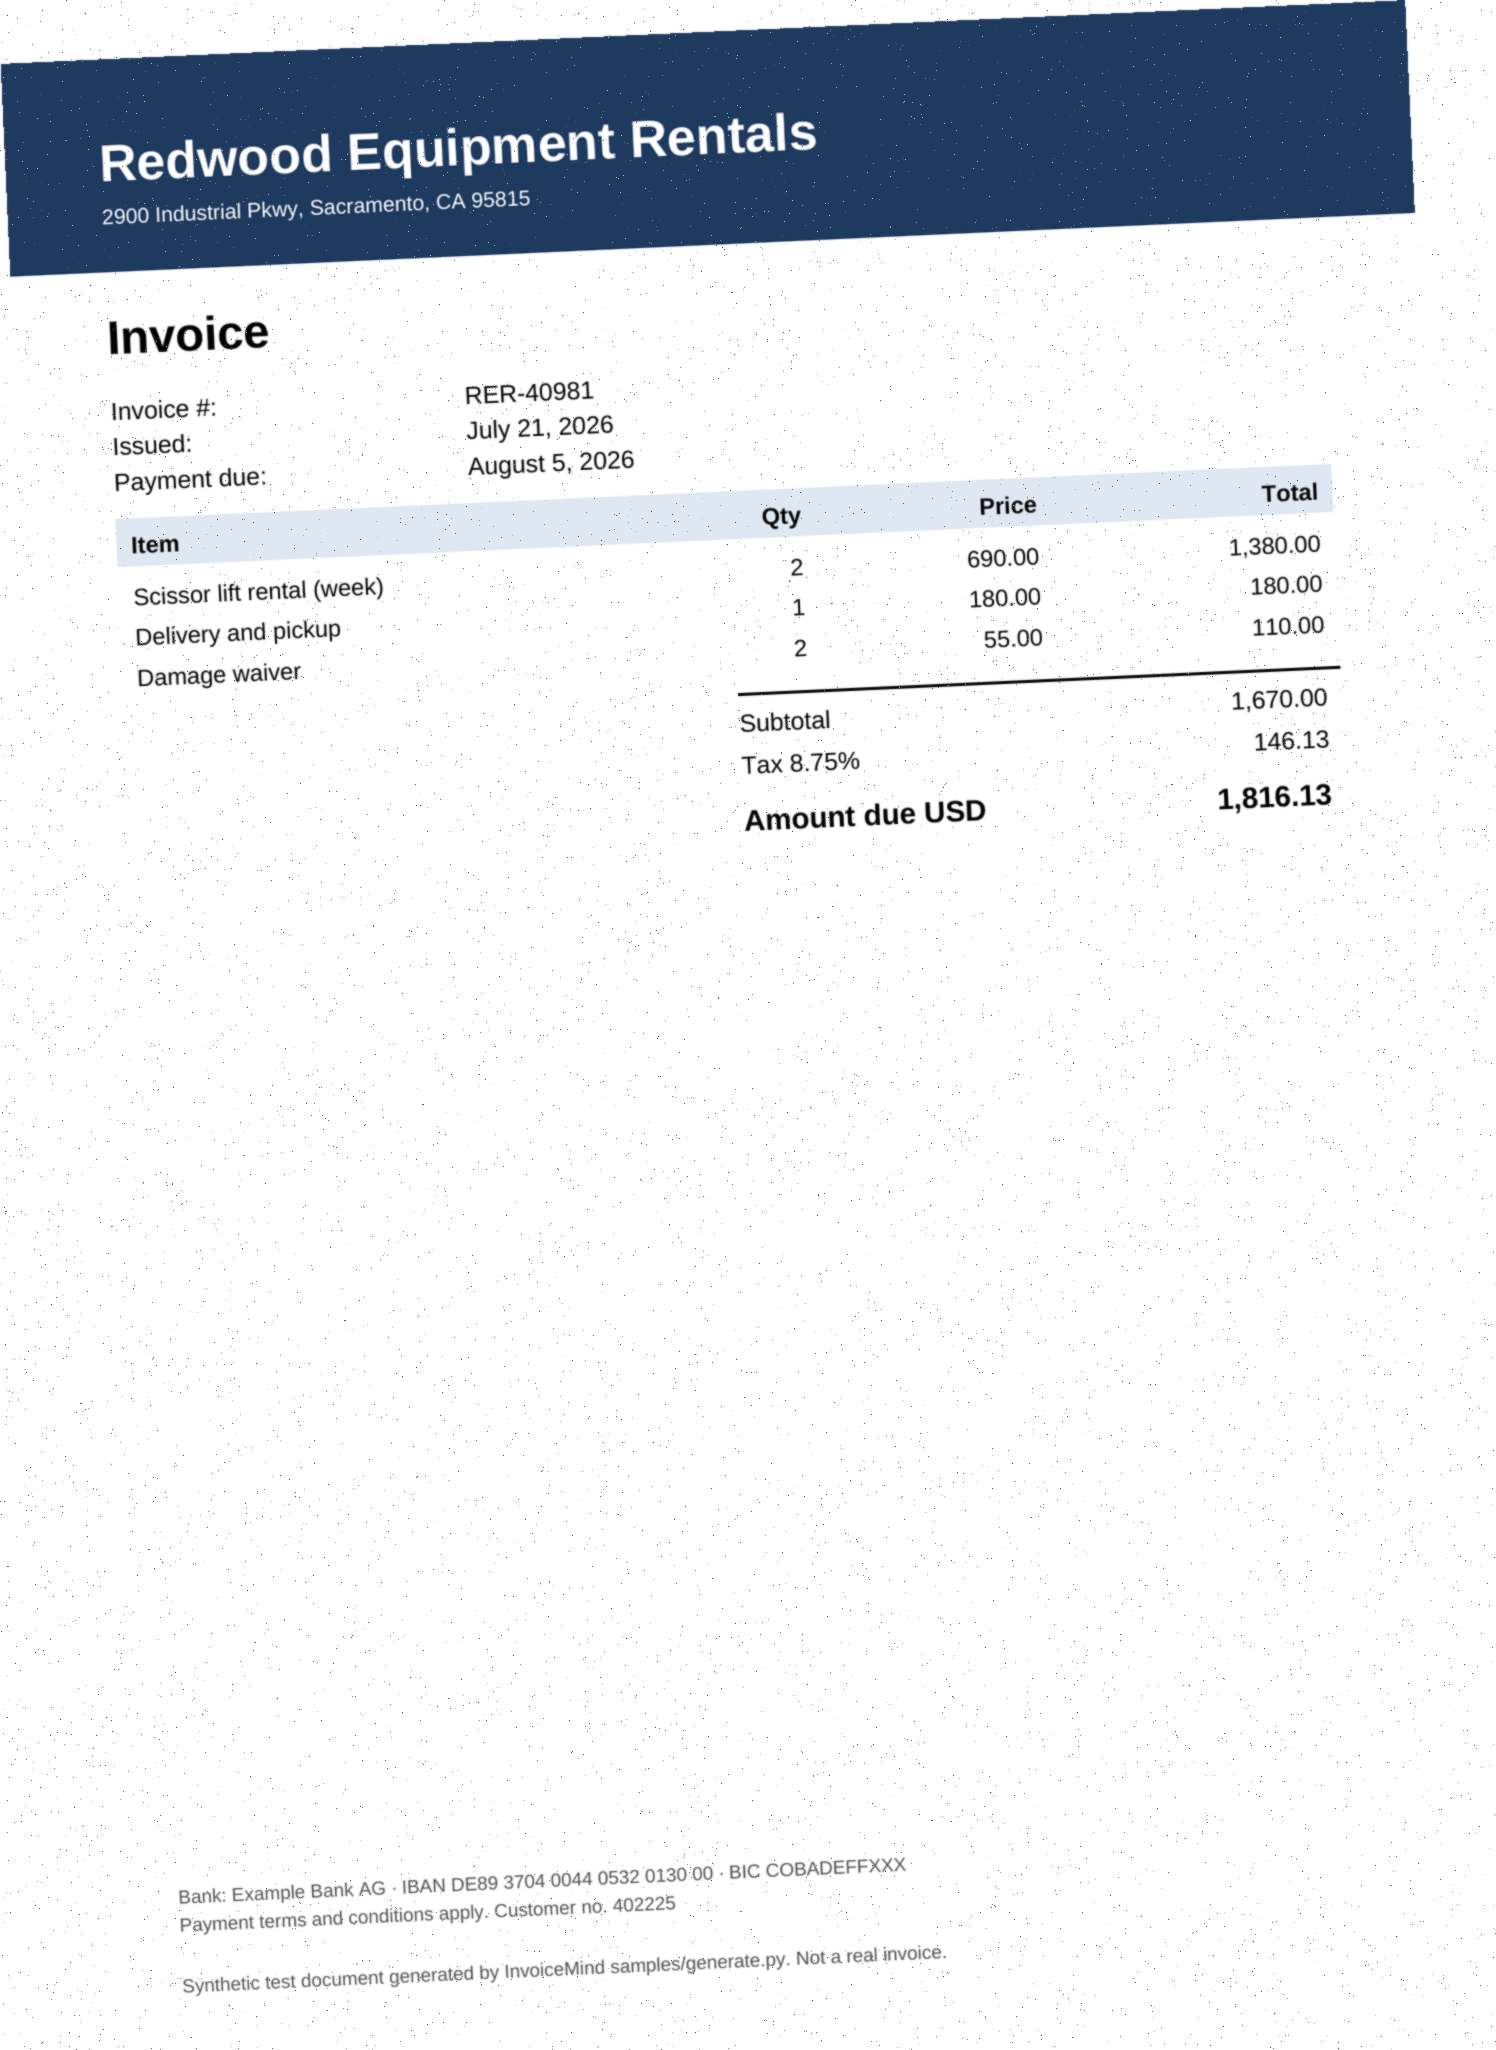 Redwood Equipment Rentals
2900 Industrial Pkwy, Sacramento, CA 95815
Invoice
Invoice #: RER-40981
Issued: July 21, 2026
Payment due: August 5, 2026
Item Qty Price Total
Scissor lift rental (week) 2 690.00 1,380.00
Delivery and pickup 1 180.00 180.00
Damage waiver 2 55.00 110.00
Subtotal 1,670.00
Tax 8.75% 146.13
Amount due USD 1,816.13
Bank: Example Bank AG · IBAN DE89 3704 0044 0532 0130 00 · BIC COBADEFFXXX
Payment terms and conditions apply. Customer no. 402225
Synthetic test document generated by InvoiceMind samples/generate.py. Not a real invoice.